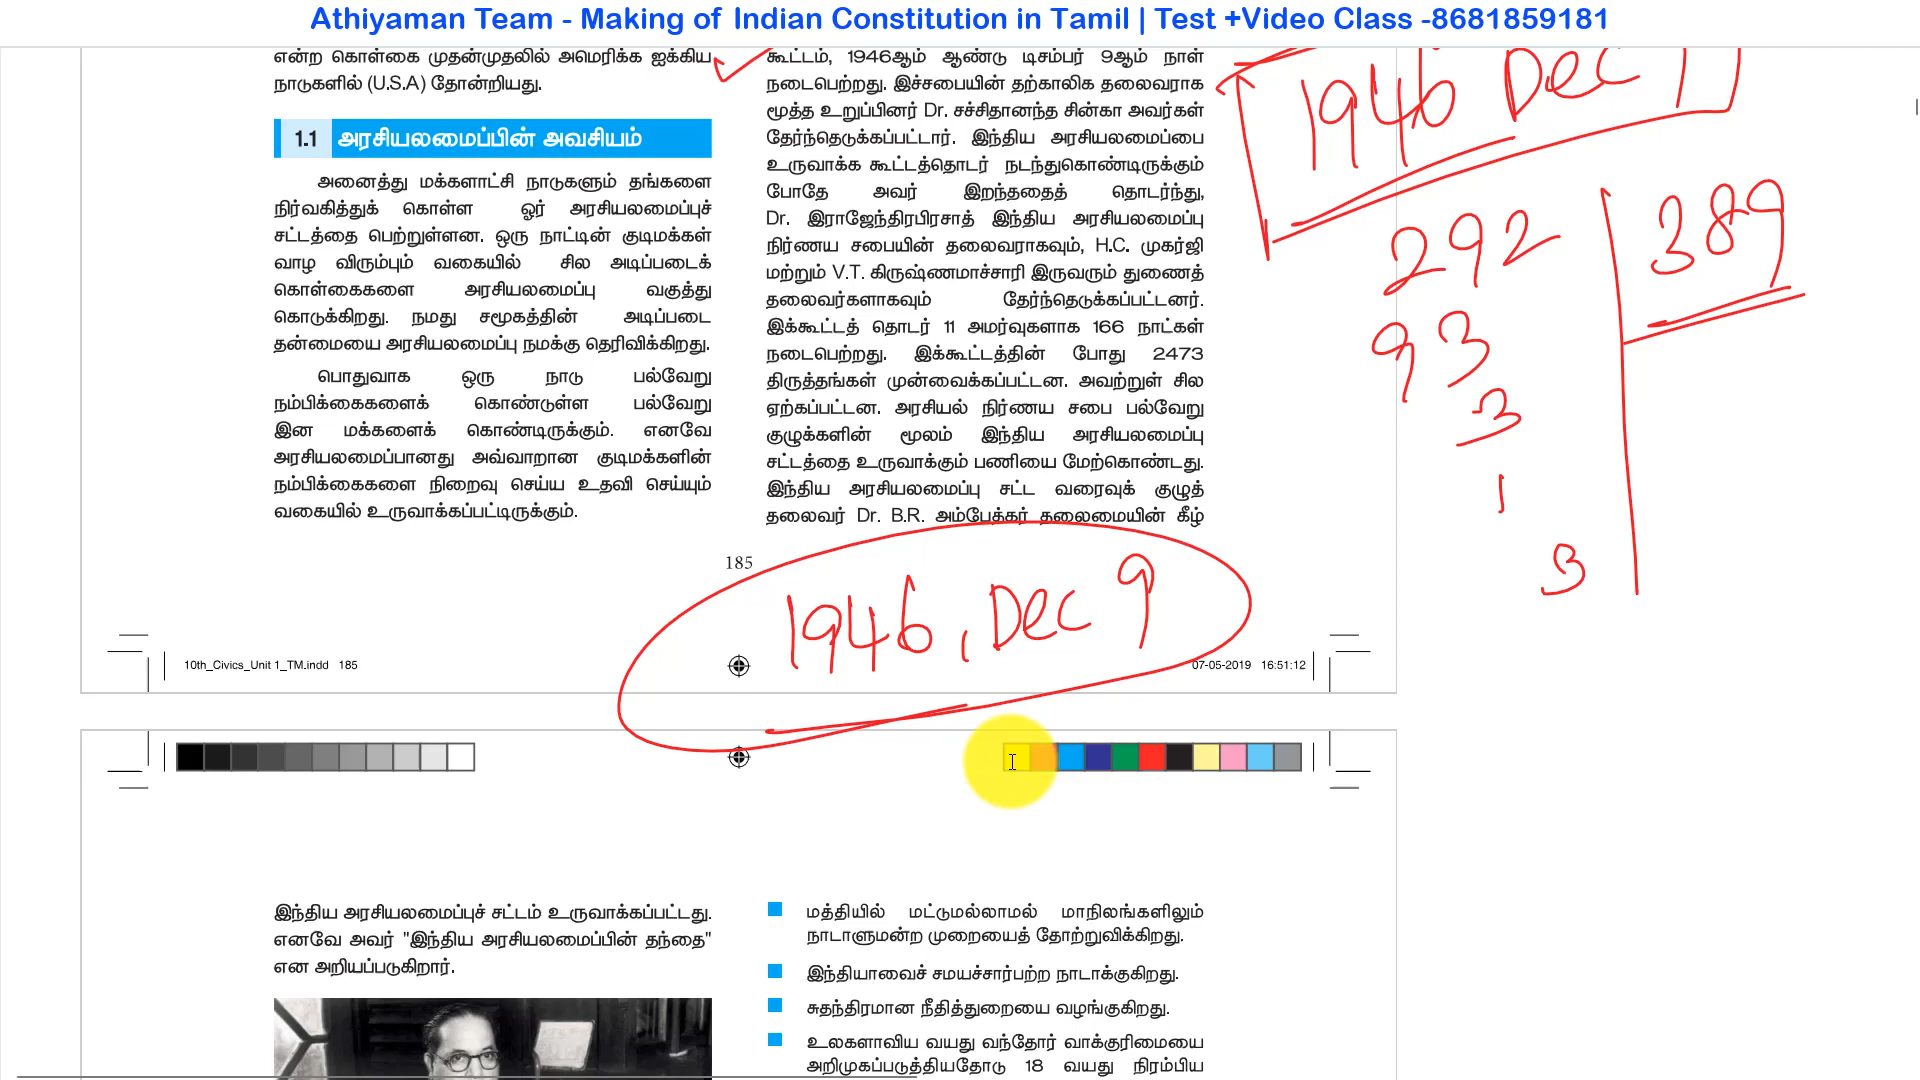 Athiyaman Team - Making of Indian Constitution in Tamil | Test +Video Class -8681859181
என்ற கொள்கை முதன்முதலில் அமெரிக்க ஐக்கிய
நாடுகளில் (U.S.A) தோன்றியது.
1.1 அரசியலமைப்பின் அவசியம்
அனைத்து மக்களாட்சி நாடுகளும் தங்களை
நிர்வகித்துக் கொள்ள ஓர் அரசியலமைப்புச்
சட்டத்தை பெற்றுள்ளன. ஒரு நாட்டின் குடிமக்கள்
வாழ விரும்பும் வகையில் சில அடிப்படைக்
கொள்கைகளை அரசியலமைப்பு வகுத்து
கொடுக்கிறது. நமது சமூகத்தின் அடிப்படை
தன்மையை அரசியலமைப்பு நமக்கு தெரிவிக்கிறது.
பொதுவாக ஒரு நாடு பல்வேறு
நம்பிக்கைகளைக் கொண்டுள்ள பல்வேறு
இன மக்களைக் கொண்டிருக்கும். எனவே
அரசியலமைப்பானது அவ்வாறான குடிமக்களின்
நம்பிக்கைகளை நிறைவு செய்ய உதவி செய்யும்
வகையில் உருவாக்கப்பட்டிருக்கும்.
கூட்டம், 1946ஆம் ஆண்டு டிசம்பர் 9ஆம் நாள்
நடைபெற்றது. இச்சபையின் தற்காலிக தலைவராக
மூத்த உறுப்பினர் Dr. சச்சிதானந்த சின்கா அவர்கள்
தேர்ந்தெடுக்கப்பட்டார். இந்திய அரசியலமைப்பை
உருவாக்க கூட்டத்தொடர் நடந்துகொண்டிருக்கும்
போதே அவர் இறந்ததைத் தொடர்ந்து,
Dr. இராஜேந்திரபிரசாத் இந்திய அரசியலமைப்பு
நிர்ணய சபையின் தலைவராகவும், H.C. முகர்ஜி
மற்றும் V.T. கிருஷ்ணமாச்சாரி இருவரும் துணைத்
தலைவர்களாகவும் தேர்ந்தெடுக்கப்பட்டனர்.
இக்கூட்டத் தொடர் 11 அமர்வுகளாக 166 நாட்கள்
நடைபெற்றது. இக்கூட்டத்தின் போது 2473
திருத்தங்கள் முன்வைக்கப்பட்டன. அவற்றுள் சில
ஏற்கப்பட்டன. அரசியல் நிர்ணய சபை பல்வேறு
குழுக்களின் மூலம் இந்திய அரசியலமைப்பு
சட்டத்தை உருவாக்கும் பணியை மேற்கொண்டது.
இந்திய அரசியலமைப்பு சட்ட வரைவுக் குழுத்
தலைவர் Dr. B.R. அம்பேத்கர் தலைமையின் கீழ்
1946 Dec
292
389
93
3
1
3
185
1946, Dec 9
10th_Civics_Unit 1_TM.indd 185
07-05-2019 16:51:12
இந்திய அரசியலமைப்புச் சட்டம் உருவாக்கப்பட்டது.
எனவே அவர் "இந்திய அரசியலமைப்பின் தந்தை"
என அறியப்படுகிறார்.
மத்தியில் மட்டுமல்லாமல் மாநிலங்களிலும்
நாடாளுமன்ற முறையைத் தோற்றுவிக்கிறது.
இந்தியாவைச் சமயச்சார்பற்ற நாடாக்குகிறது.
சுதந்திரமான நீதித்துறையை வழங்குகிறது.
உலகளாவிய வயது வந்தோர் வாக்குரிமையை
அறிமுகப்படுத்தியதோடு 18 வயது நிரம்பிய